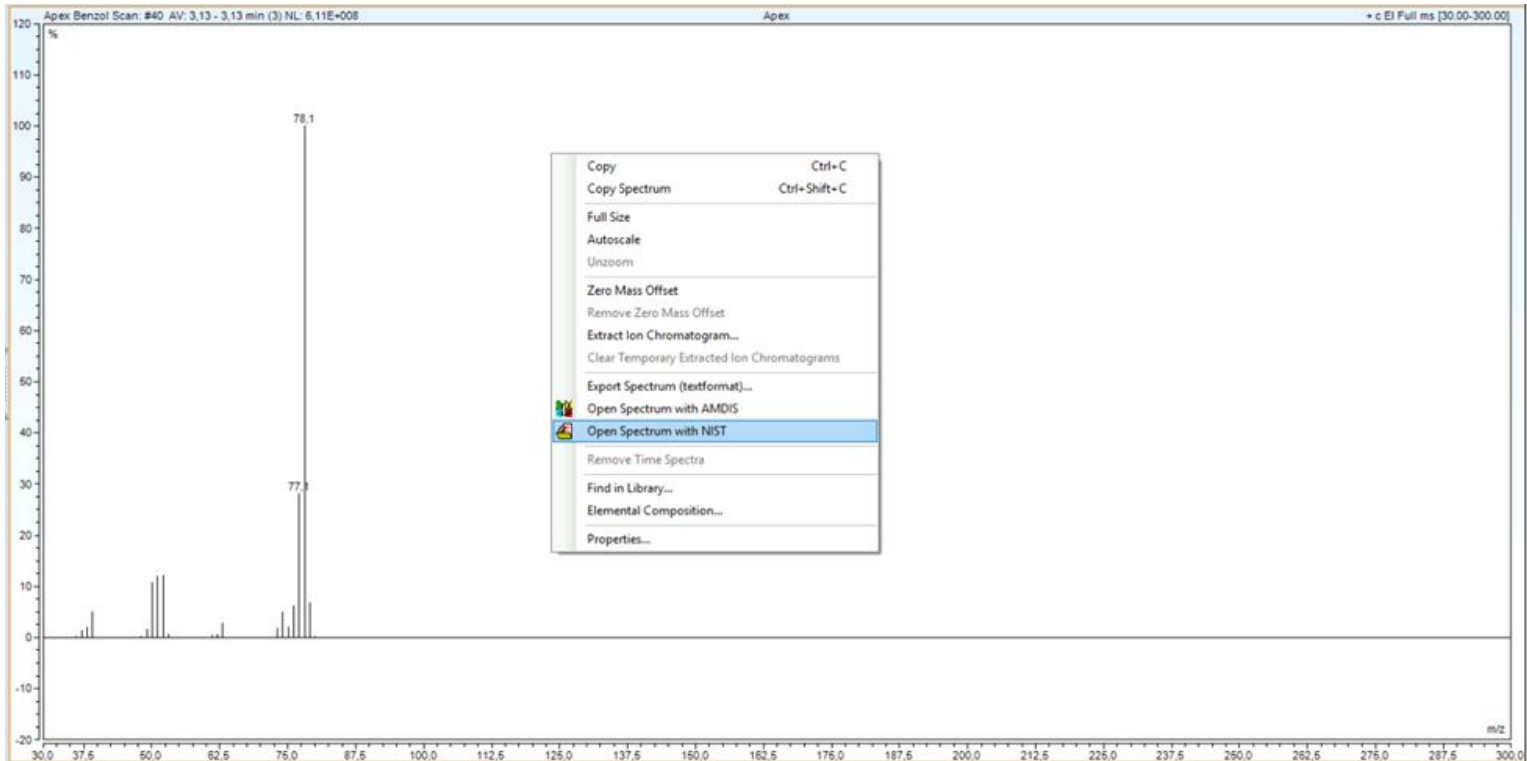 Apex Benzol Scan: #40 AV: 3,13 - 3,13 min (3) NL: 6,11E+008 Apex + c EI Full ms [30.00-300.00]
120
%
110
100
90
80
70
60
50
40
30
20
10
0
-10
-20
78,1
77,1
Copy Ctrl+C
Copy Spectrum Ctrl+Shift+C
Full Size
Autoscale
Unzoom
Zero Mass Offset
Remove Zero Mass Offset
Extract Ion Chromatogram...
Clear Temporary Extracted Ion Chromatograms
Export Spectrum (textformat)...
Open Spectrum with AMDIS
Open Spectrum with NIST
Remove Time Spectra
Find in Library...
Elemental Composition...
Properties...
m/z
30,0 37,5 50,0 62,5 75,0 87,5 100,0 112,5 125,0 137,5 150,0 162,5 175,0 187,5 200,0 212,5 225,0 237,5 250,0 262,5 275,0 287,5 300,0